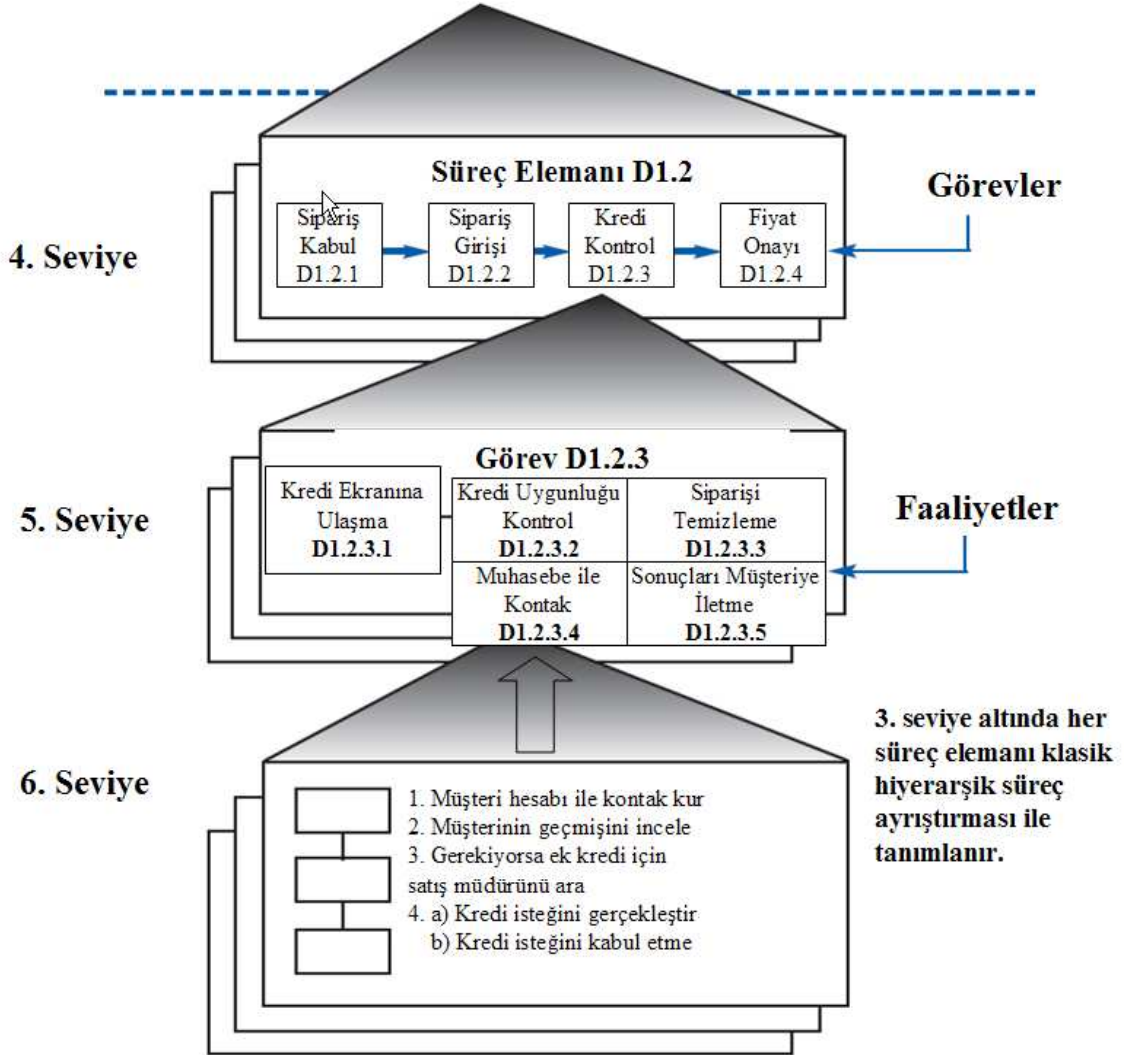 Süreç Elemanı D1.2
Görevler
4. Seviye
Sipariş
Kabul
D1.2.1
Sipariş
Girişi
D1.2.2
Kredi
Kontrol
D1.2.3
Fiyat
Onayı
D1.2.4
Görev D1.2.3
Faaliyetler
5. Seviye
Kredi Ekranına
Ulaşma
D1.2.3.1
Kredi Uygunluğu
Kontrol
D1.2.3.2
Siparişi
Temizleme
D1.2.3.3
Muhasebe ile
Kontak
D1.2.3.4
Sonuçları Müşteriye
İletme
D1.2.3.5
6. Seviye
1. Müşteri hesabı ile kontak kur
2. Müşterinin geçmişini incele
3. Gerekiyorsa ek kredi için
satış müdürünü ara
4. a) Kredi isteğini gerçekleştir
b) Kredi isteğini kabul etme
3. seviye altında her
süreç elemanı klasik
hiyerarşik süreç
ayrıştırması ile
tanımlanır.